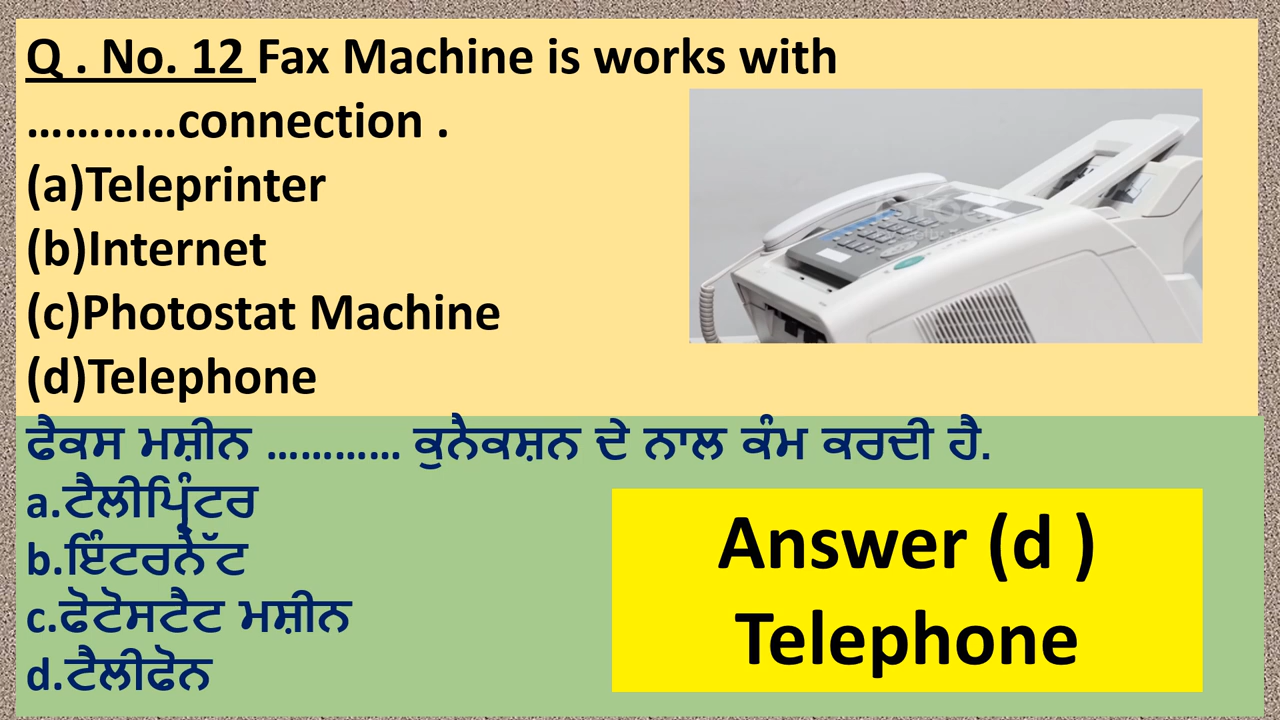 Q . No. 12 Fax Machine is works with
…………connection .
(a)Teleprinter
(b)Internet
(c)Photostat Machine
(d)Telephone
ਫੈਕਸ ਮਸ਼ੀਨ ………… ਕੁਨੈਕਸ਼ਨ ਦੇ ਨਾਲ ਕੰਮ ਕਰਦੀ ਹੈ.
a.ਟੈਲੀਪ੍ਰਿੰਟਰ
b.ਇੰਟਰਨੈੱਟ
c.ਫੋਟੋਸਟੈਟ ਮਸ਼ੀਨ
d.ਟੈਲੀਫੋਨ
Answer (d )
Telephone